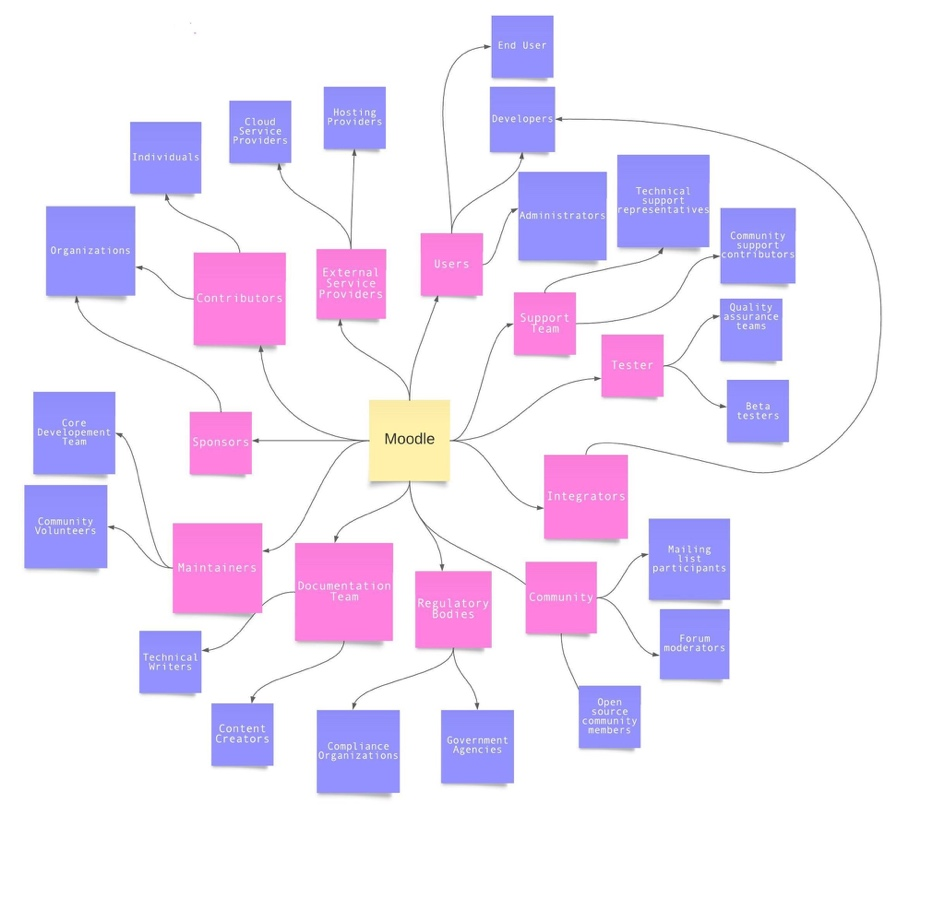 End User
Developers
Hosting
Providers
Cloud
Service
Providers
Individuals
Organizations
Administrators
Technical
support
representatives
Community
support
contributors
Contributors
External
Service
Providers
Users
Support
Team
Quality
assurance
teams
Tester
Beta
testers
Core
Developement
Team
Sponsors
Moodle
Integrators
Community
Volunteers
Maintainers
Documentation
Team
Regulatory
Bodies
Community
Mailing
list
participants
Forum
moderators
Technical
Writers
Content
Creators
Compliance
Organizations
Government
Agencies
Open
source
community
members